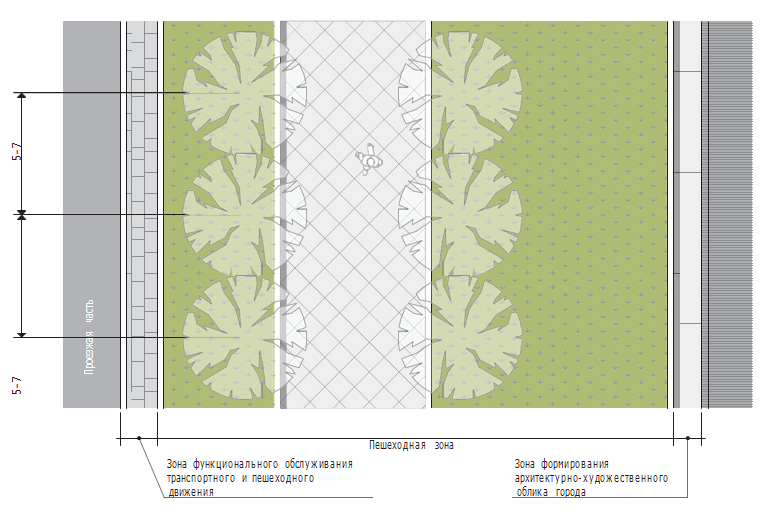 5-7
5-7
Проезжая часть
Пешеходная зона
Зона функционального обслуживания
транспортного и пешеходного
движения
Зона формирования
архитектурно-художественного
облика города